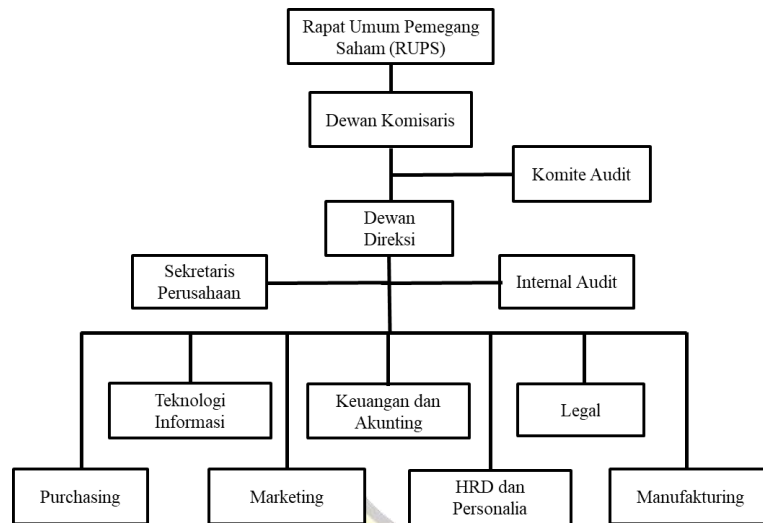 Rapat Umum Pemegang
Saham (RUPS)
Dewan Komisaris
Komite Audit
Dewan
Direksi
Sekretaris
Perusahaan
Internal Audit
Teknologi
Informasi
Keuangan dan
Akunting
Legal
Purchasing
Marketing
HRD dan
Personalia
Manufakturing